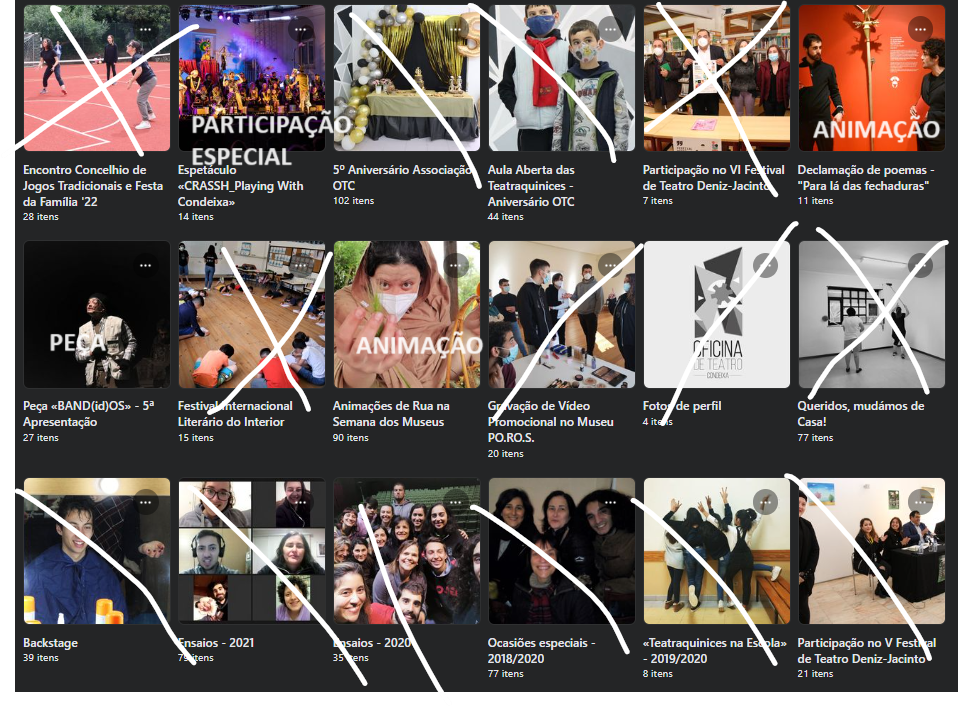 PARTICIPAÇÃO
ESPECIAL
ANIMAÇÃO
Encontro Concelhio de
Jogos Tradicionais e Festa
da Família '22
28 itens
Espetáculo
«CRASSH_Playing With
Condeixa»
14 itens
5º Aniversário Associação
OTC
102 itens
Aula Aberta das
Teatraquinices -
Aniversário OTC
44 itens
Participação no VI Festival
de Teatro Deniz-Jacinto
7 itens
Declamação de poemas -
"Para lá das fechaduras"
11 itens
PEÇA
ANIMAÇÃO
OFICINA
DE TEATRO
CONDEIXA
Peça «BAND(id)OS» - 5ª
Apresentação
27 itens
Festival Internacional
Literário do Interior
15 itens
Animações de Rua na
Semana dos Museus
90 itens
Gravação de Vídeo
Promocional no Museu
PO.RO.S.
20 itens
Fotos de perfil
4 itens
Queridos, mudámos de
Casa!
77 itens
Backstage
39 itens
Ensaios - 2021
79 itens
Ensaios - 2020
35 itens
Ocasiões especiais -
2018/2020
77 itens
«Teatraquinices na Escola»
- 2019/2020
8 itens
Participação no V Festival
de Teatro Deniz-Jacinto
21 itens